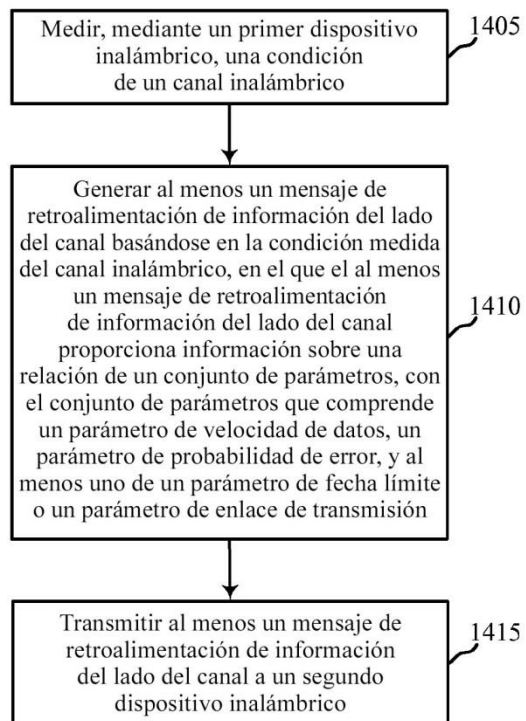 Medir, mediante un primer dispositivo
inalámbrico, una condición
de un canal inalámbrico
1405
Generar al menos un mensaje de
retroalimentación de información del lado
del canal basándose en la condición medida
del canal inalámbrico, en el que el al menos
un mensaje de retroalimentación
de información del lado del canal
proporciona información sobre una
relación de un conjunto de parámetros, con
el conjunto de parámetros que comprende
un parámetro de velocidad de datos, un
parámetro de probabilidad de error, y al
menos uno de un parámetro de fecha límite
o un parámetro de enlace de transmisión
1410
Transmitir al menos un mensaje de
retroalimentación de información
del lado del canal a un segundo
dispositivo inalámbrico
1415